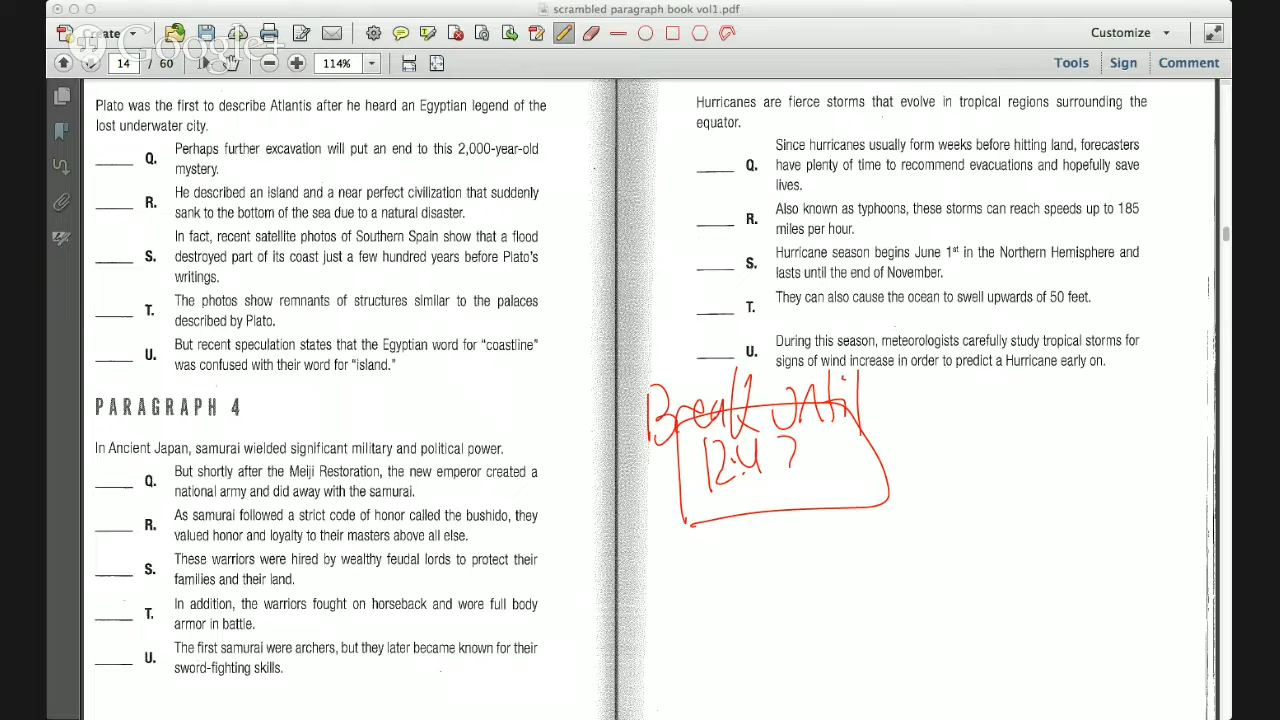 scrambled paragraph book vol1.pdf
Create
Customize
Google+
14 / 60
114%
Tools
Sign
Comment
Plato was the first to describe Atlantis after he heard an Egyptian legend of the
lost underwater city.
Q. Perhaps further excavation will put an end to this 2,000-year-old
mystery.
R. He described an island and a near perfect civilization that suddenly
sank to the bottom of the sea due to a natural disaster.
S. In fact, recent satellite photos of Southern Spain show that a flood
destroyed part of its coast just a few hundred years before Plato's
writings.
T. The photos show remnants of structures similar to the palaces
described by Plato.
U. But recent speculation states that the Egyptian word for "coastline"
was confused with their word for "island."
PARAGRAPH 4
In Ancient Japan, samurai wielded significant military and political power.
Q. But shortly after the Meiji Restoration, the new emperor created a
national army and did away with the samurai.
R. As samurai followed a strict code of honor called the bushido, they
valued honor and loyalty to their masters above all else.
S. These warriors were hired by wealthy feudal lords to protect their
families and their land.
T. In addition, the warriors fought on horseback and wore full body
armor in battle.
U. The first samurai were archers, but they later became known for their
sword-fighting skills.
Hurricanes are fierce storms that evolve in tropical regions surrounding the
equator.
Q. Since hurricanes usually form weeks before hitting land, forecasters
have plenty of time to recommend evacuations and hopefully save
lives.
R. Also known as typhoons, these storms can reach speeds up to 185
miles per hour.
S. Hurricane season begins June 1st in the Northern Hemisphere and
lasts until the end of November.
T. They can also cause the ocean to swell upwards of 50 feet.
U. During this season, meteorologists carefully study tropical storms for
signs of wind increase in order to predict a Hurricane early on.
Break until
12:47